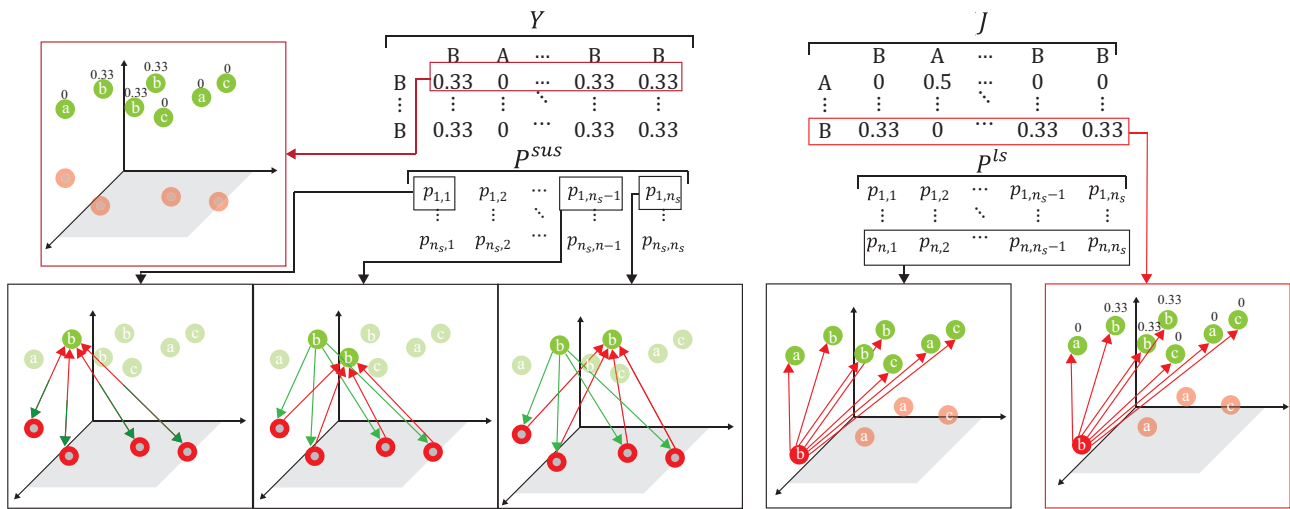 Y
B A ⋯ B B
B 0.33 0 ⋯ 0.33 0.33
⋮ ⋮ ⋮ ⋱ ⋮ ⋮
B 0.33 0 ⋯ 0.33 0.33
P^{sus}
p_{1,1} p_{1,2} ⋯ p_{1,n_s-1} p_{1,n_s}
⋮ ⋮ ⋱ ⋮ ⋮
p_{n_s,1} p_{n_s,2} ⋯ p_{n_s,n-1} p_{n_s,n_s}
J
B A ⋯ B B
A 0 0.5 ⋯ 0 0
⋮ ⋮ ⋮ ⋱ ⋮ ⋮
B 0.33 0 ⋯ 0.33 0.33
P^{ls}
p_{1,1} p_{1,2} ⋯ p_{1,n_s-1} p_{1,n_s}
⋮ ⋮ ⋱ ⋮ ⋮
p_{n,1} p_{n,2} ⋯ p_{n,n_s-1} p_{n,n_s}
0 0.33 0.33 0.33 0 0 0
a b b b c a c
b b b a c a c
b b b a c a c
b b b a c a c
a b b b c a c
b a a c
0 0.33 0.33 0.33 0 0 0
a b b b c a c
b a a c